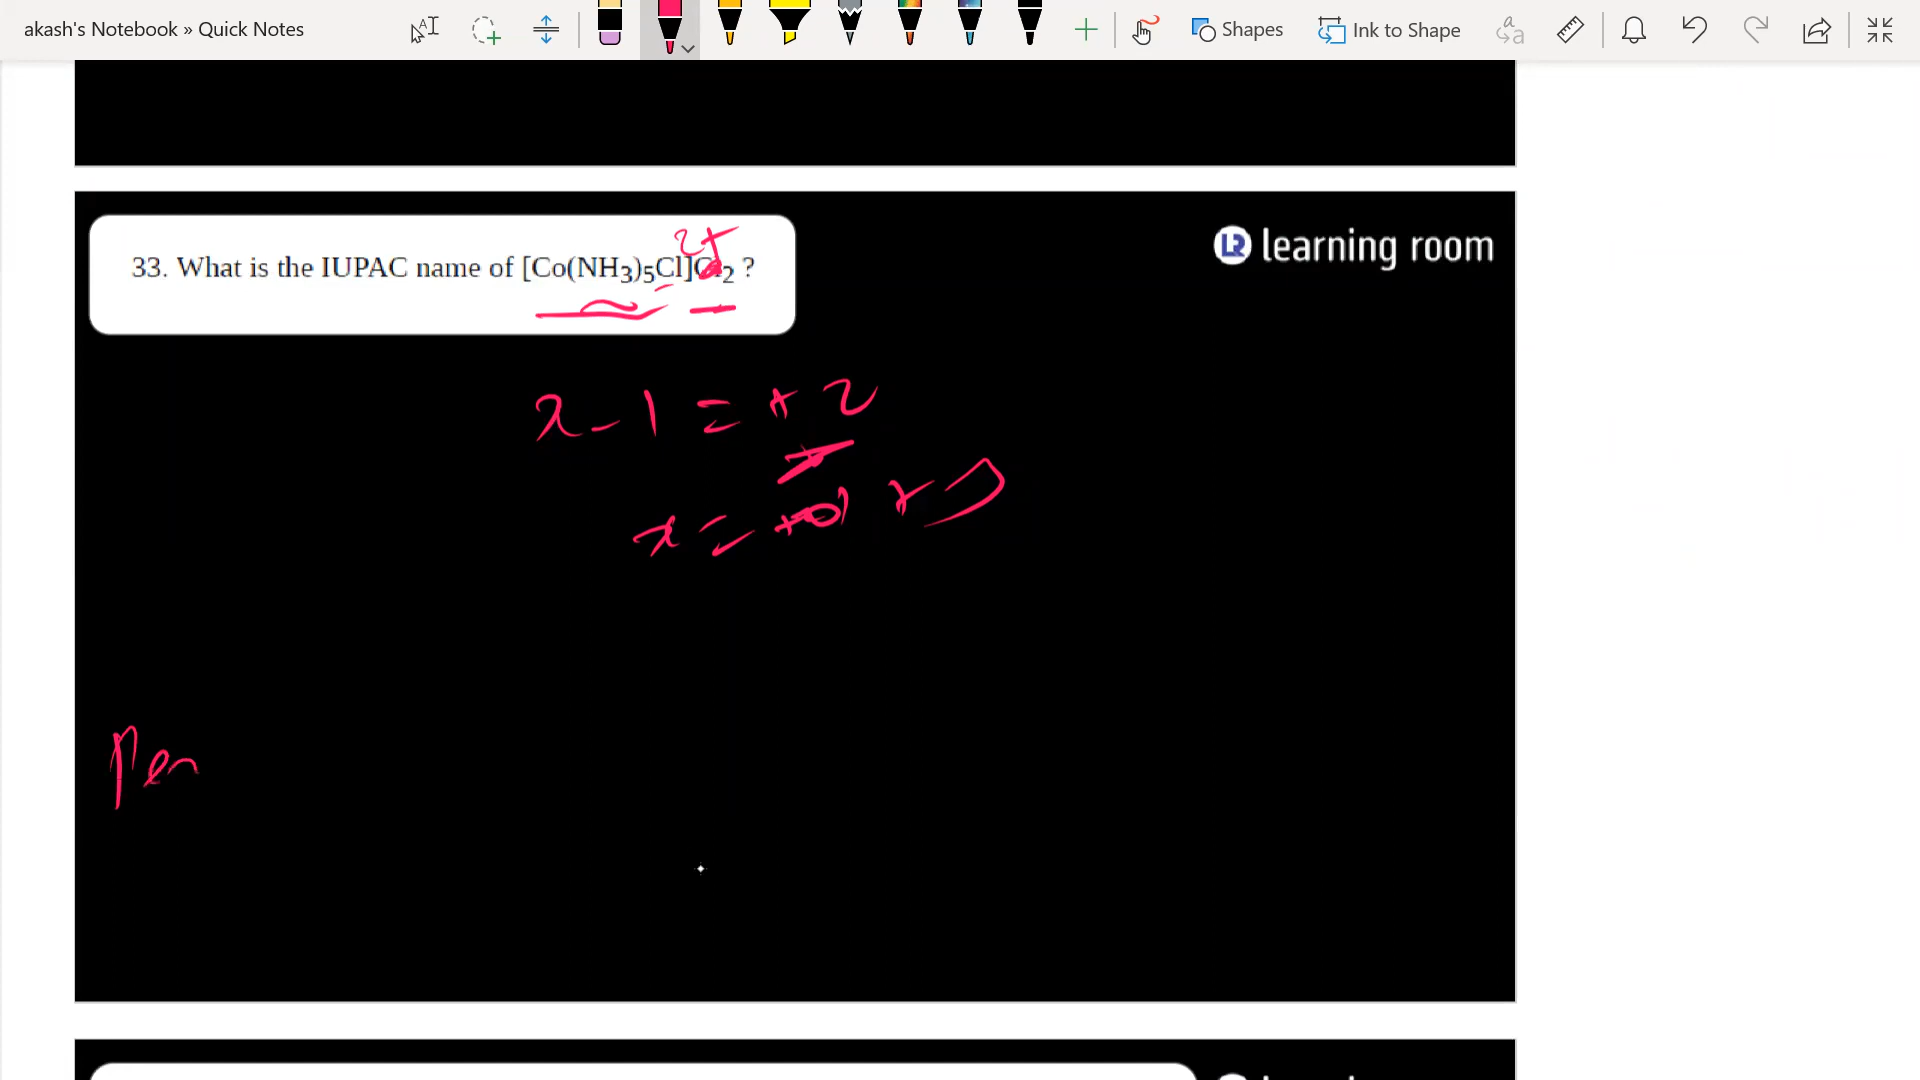 akash's Notebook » Quick Notes
Shapes
Ink to Shape
33. What is the IUPAC name of [Co(NH3)5Cl]Cl2 ?
2+
learning room
x - 1 = + 2
x =
Pen